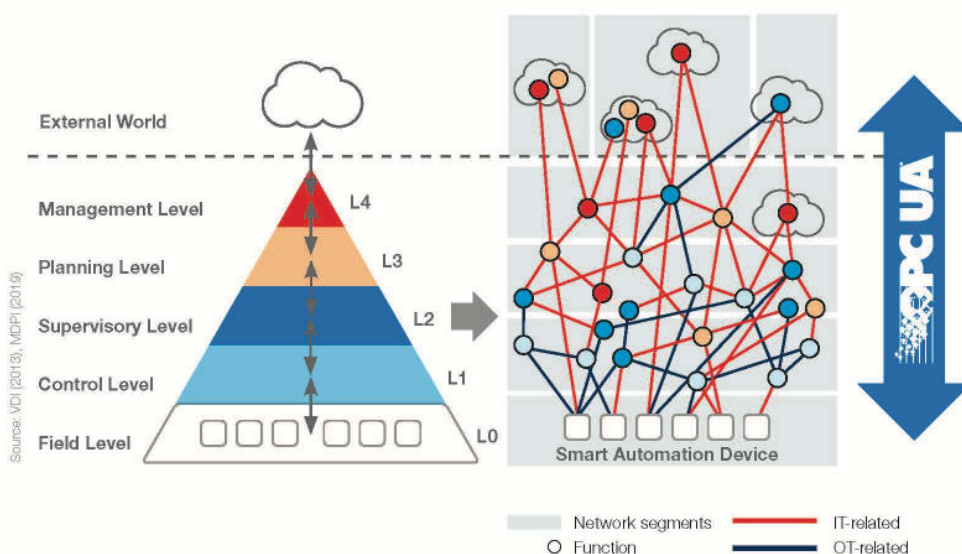 External World
Management Level
L4
Planning Level
L3
Supervisory Level
L2
Control Level
L1
Field Level
L0
Source: VDI (2013), MDPI (2019)
Smart Automation Device
OPC UA
Network segments
IT-related
Function
OT-related